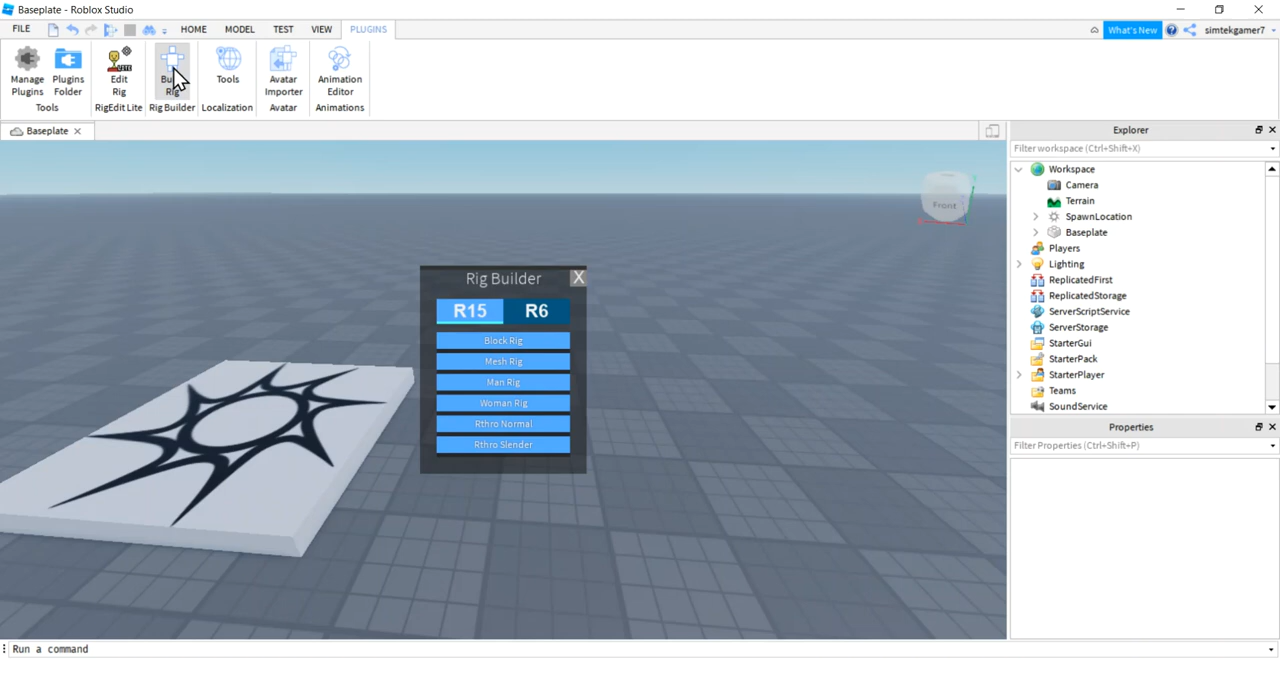 Baseplate - Roblox Studio
FILE HOME MODEL TEST VIEW PLUGINS What's New simtekgamer7
Manage Plugins
Plugins Folder
Edit Rig
Rig
Tools
Avatar Importer
Animation Editor
Tools RigEdit Lite Rig Builder Localization Avatar Animations
Baseplate
Front
Rig Builder X
R15 R6
Block Rig
Mesh Rig
Man Rig
Woman Rig
Rthro Normal
Rthro Slender
Explorer
Filter workspace (Ctrl+Shift+X)
Workspace
Camera
Terrain
SpawnLocation
Baseplate
Players
Lighting
ReplicatedFirst
ReplicatedStorage
ServerScriptService
ServerStorage
StarterGui
StarterPack
StarterPlayer
Teams
SoundService
Properties
Filter Properties (Ctrl+Shift+P)
Run a command